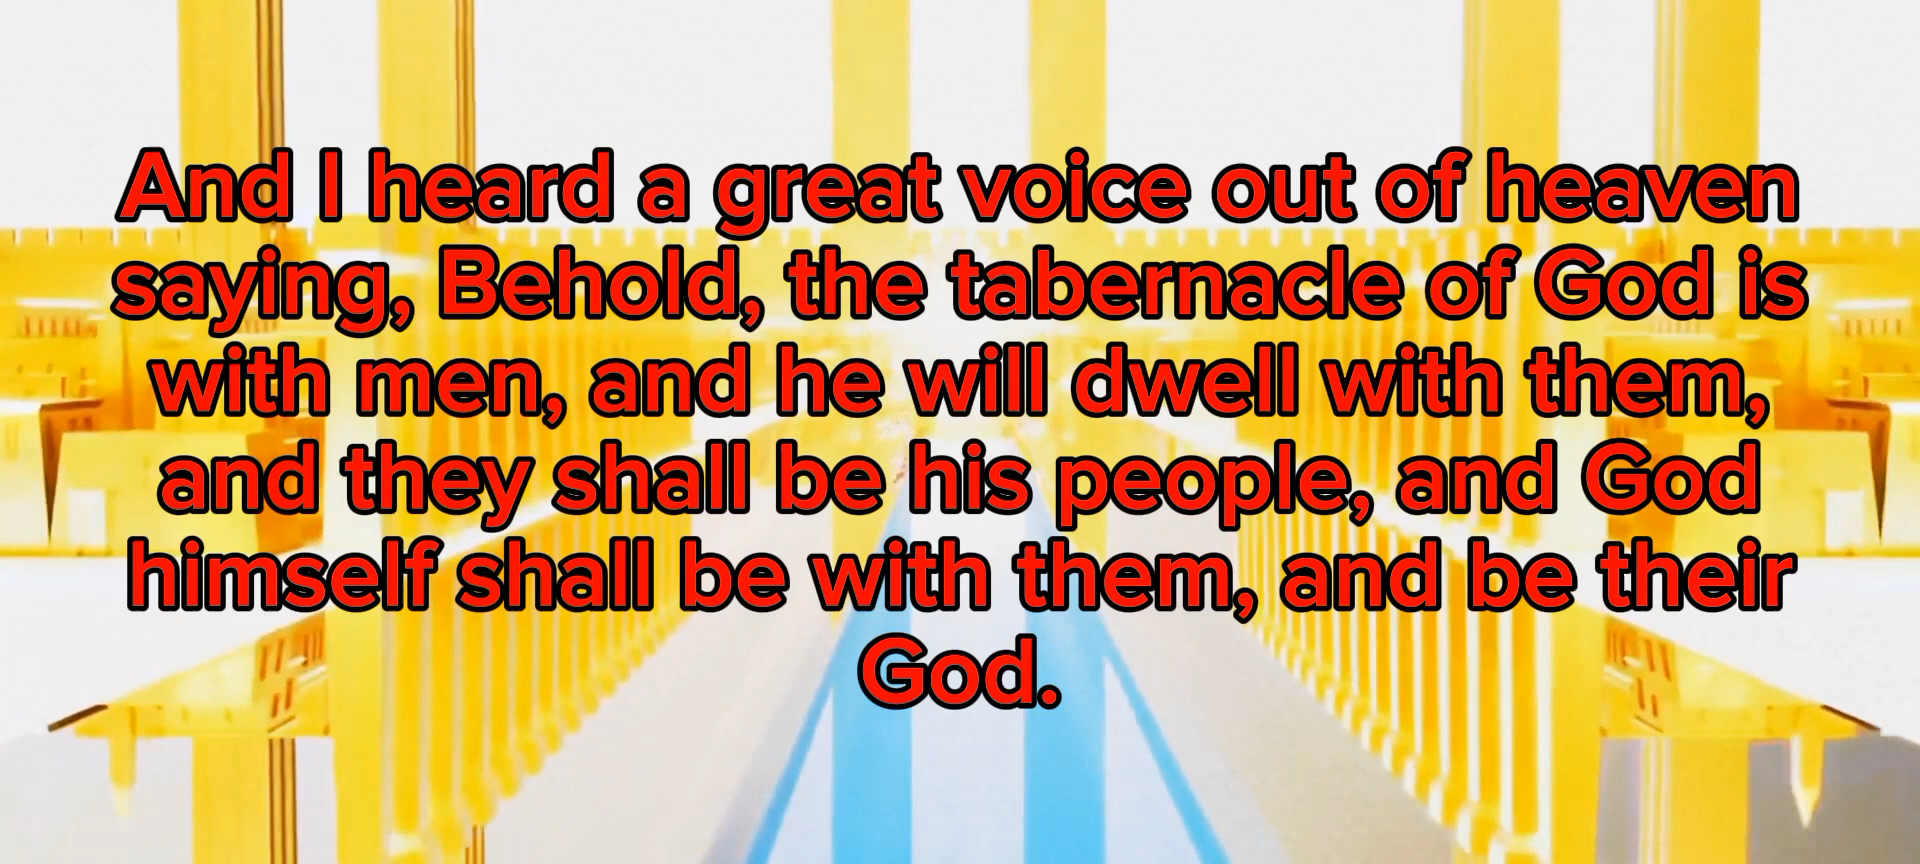 And I heard a great voice out of heaven
saying, Behold, the tabernacle of God is
with men, and he will dwell with them,
and they shall be his people, and God
himself shall be with them, and be their
God.